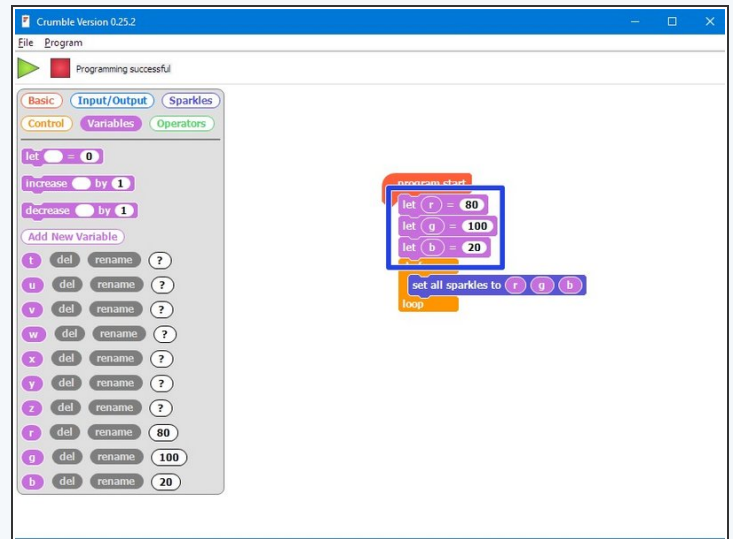 Crumble Version 0.25.2
File Program
Programming successful
Basic Input/Output Sparkles
Control Variables Operators
let = 0
increase by 1
decrease by 1
Add New Variable
t del rename ?
u del rename ?
v del rename ?
w del rename ?
x del rename ?
y del rename ?
z del rename ?
r del rename 80
g del rename 100
b del rename 20
program start
let r = 80
let g = 100
let b = 20
set all sparkles to r g b
loop